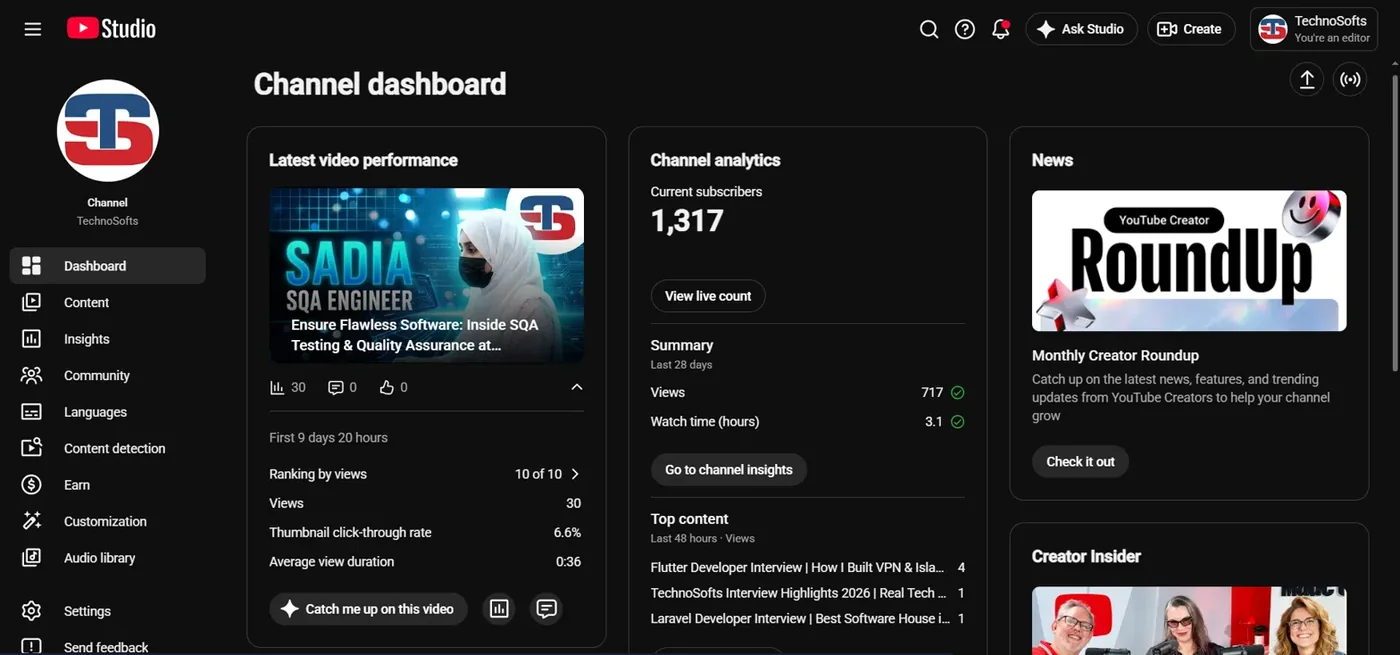 Studio
Ask Studio
Create
TechnoSofts
You're an editor
Channel
TechnoSofts
Dashboard
Content
Insights
Community
Languages
Content detection
Earn
Customization
Audio library
Settings
Send feedback
Channel dashboard
Latest video performance
SADIA
SQA ENGINEER
Ensure Flawless Software: Inside SQA
Testing & Quality Assurance at...
30 0 0
First 9 days 20 hours
Ranking by views 10 of 10
Views 30
Thumbnail click-through rate 6.6%
Average view duration 0:36
Catch me up on this video
Channel analytics
Current subscribers
1,317
View live count
Summary
Last 28 days
Views 717
Watch time (hours) 3.1
Go to channel insights
Top content
Last 48 hours · Views
Flutter Developer Interview | How I Built VPN & Isla... 4
TechnoSofts Interview Highlights 2026 | Real Tech ... 1
Laravel Developer Interview | Best Software House i... 1
News
YouTube Creator
RoundUp
Monthly Creator Roundup
Catch up on the latest news, features, and trending
updates from YouTube Creators to help your channel
grow
Check it out
Creator Insider